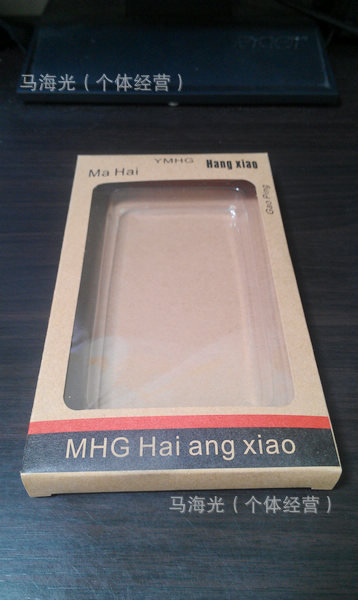 马海光（个体经营）
YMHG
Hang xiao
Ma Hai
Gao Ping
MHG Hai ang xiao
马海光（个体经营）